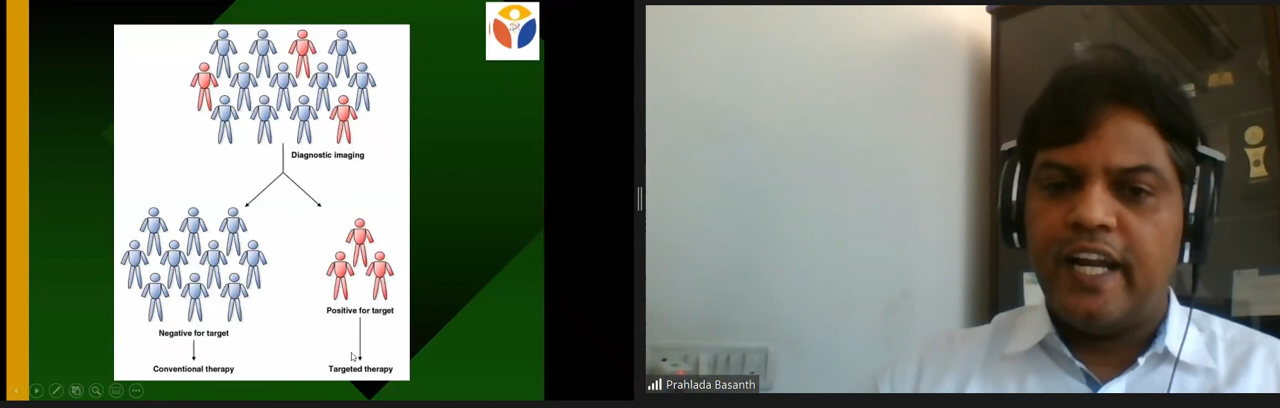 Diagnostic imaging
Negative for target
Positive for target
Conventional therapy
Targeted therapy
Prahlada Basanth